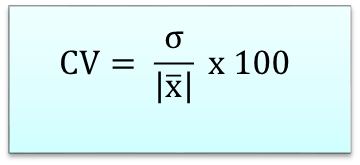 CV = σ / |x̄| x 100